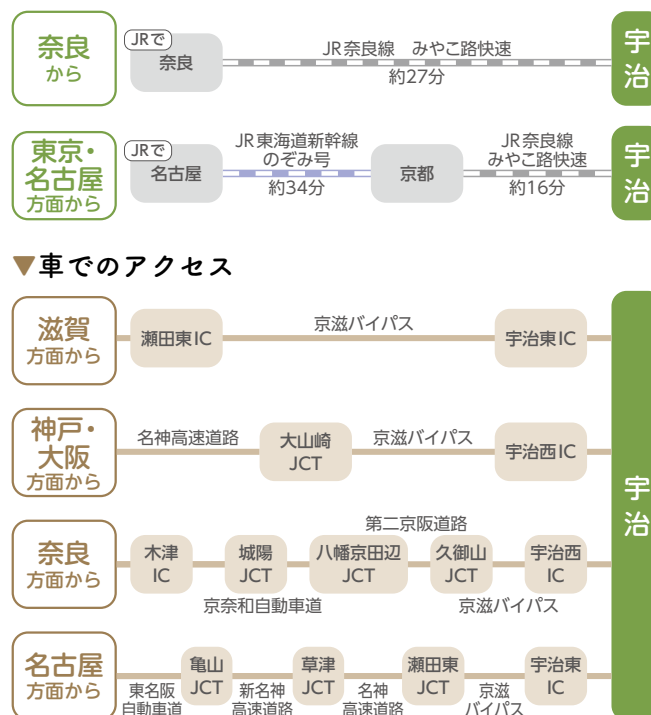 奈良
から
JRで
奈良
JR奈良線　みやこ路快速
約27分
宇治
東京・
名古屋
方面から
JRで
名古屋
JR東海道新幹線
のぞみ号
約34分
京都
JR奈良線
みやこ路快速
約16分
宇治
▼車でのアクセス
滋賀
方面から
瀬田東IC
京滋バイパス
宇治東IC
神戸・
大阪
方面から
名神高速道路
大山崎
JCT
京滋バイパス
宇治西IC
奈良
方面から
木津
IC
京奈和自動車道
城陽
JCT
八幡京田辺
JCT
第二京阪道路
久御山
JCT
京滋バイパス
宇治西
IC
名古屋
方面から
東名阪
自動車道
亀山
JCT
新名神
高速道路
草津
JCT
名神
高速道路
瀬田東
JCT
京滋
バイパス
宇治東
IC
宇治